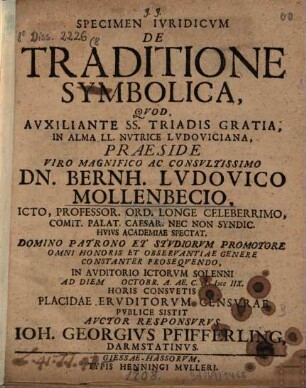 J. J.
SPECIMEN IVRIDICVM
DE
TRADITIONE
SYMBOLICA,
QVOD,
AVXILIANTE SS. TRIADIS GRATIA,
IN ALMA LL. NVTRICE LVDOVICIANA,
PRAESIDE
VIRO MAGNIFICO AC CONSVLTISSIMO
DN. BERNH. LVDOVICO
MOLLENBECIO,
ICTO, PROFESSOR. ORD. LONGE CELEBERRIMO,
COMIT. PALAT. CAESAR. NEC NON SYNDIC.
HVIVS ACADEMIAE SPECTAT.
DOMINO PATRONO ET STVDIORVM PROMOTORE
OMNI HONORIS ET OBSERVANTIAE GENERE
CONSTANTER PROSEQVENDO,
IN AUDITORIO ICTORVM SOLENNI
AD DIEM OCTOBR. A. AE. C.
HORIS CONSVETIS
PLACIDAE ERVDITORVM CENSVRAE
PVBLICE SISTIT
AVCTOR RESPONSVRVS
IOH. GEORGIVS PFIFFERLING,
DARMSTATINVS.
GIESSAE-HASSORVM,
TYPIS HENNINGI MVLLERI.